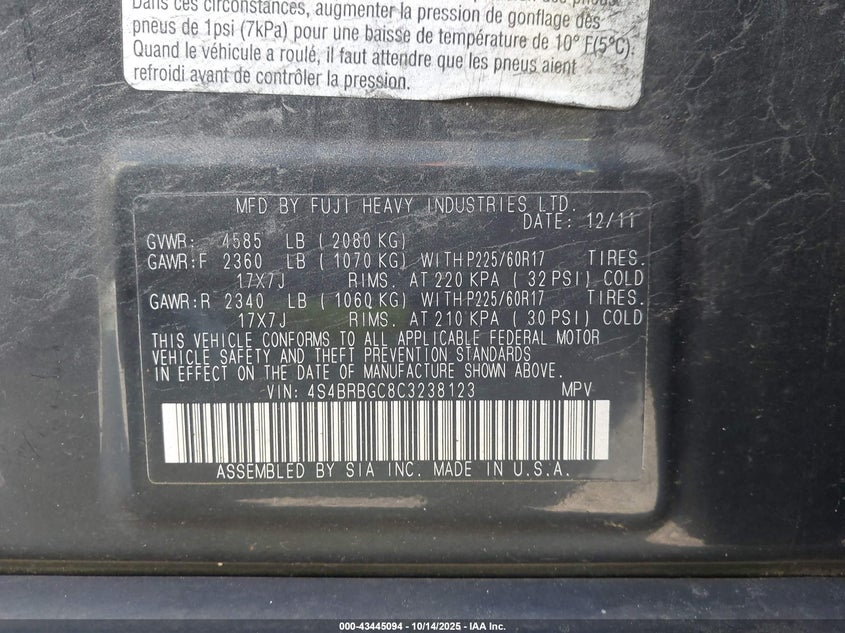 Dans ces circonstances, augmenter la pression de gonflage des
pneus de 1psi (7kPa) pour une baisse de température de 10° F(5°C).
Quand le véhicule a roulé, il faut attendre que les pneus aient
refroidi avant de contrôler la pression.
MFD BY FUJI HEAVY INDUSTRIES LTD.
DATE: 12/11
GVWR: 4585 LB ( 2080 KG)
GAWR:F 2360 LB ( 1070 KG) WITH P225/60R17 TIRES.
17X7J RIMS. AT 220 KPA ( 32 PSI) COLD
GAWR:R 2340 LB ( 1060 KG) WITH P225/60R17 TIRES.
17X7J RIMS. AT 210 KPA ( 30 PSI) COLD
THIS VEHICLE CONFORMS TO ALL APPLICABLE FEDERAL MOTOR
VEHICLE SAFETY AND THEFT PREVENTION STANDARDS
IN EFFECT ON THE DATE OF MANUFACTURE SHOWN ABOVE.
VIN: 4S4BRBGC8C3238123 MPV
ASSEMBLED BY SIA INC. MADE IN U.S.A.
000-43445094 - 10/14/2025 - IAA Inc.